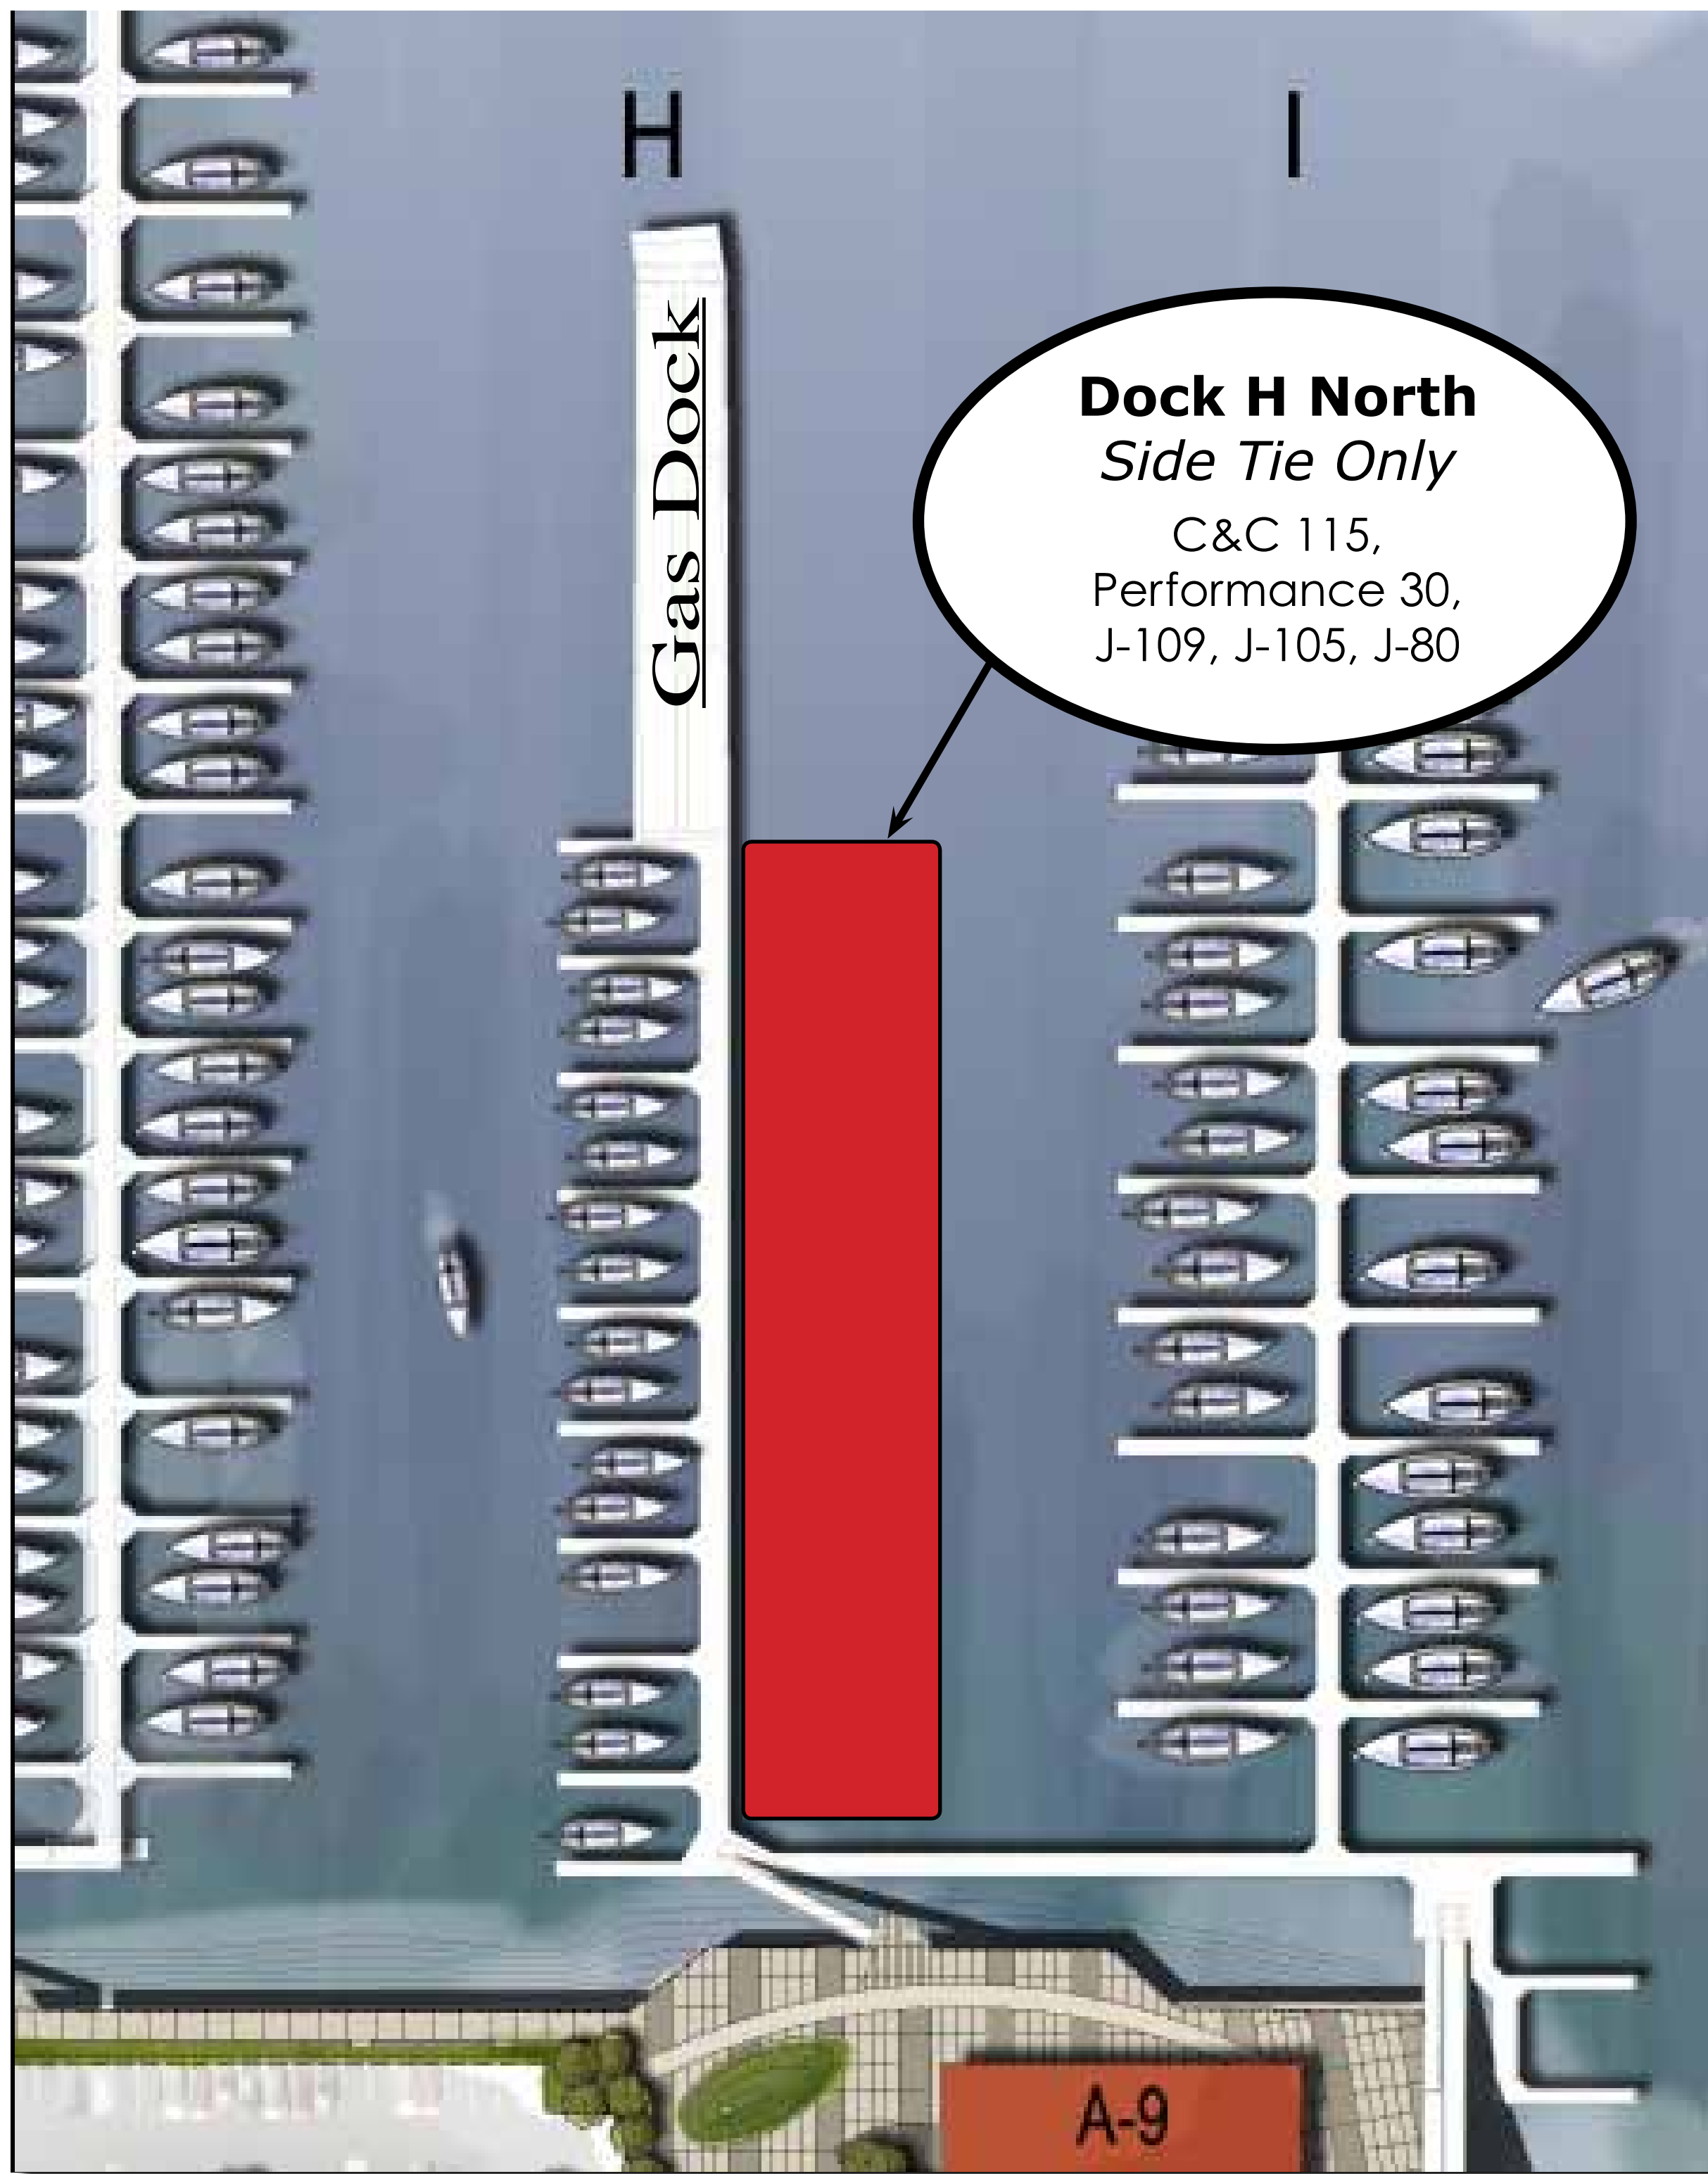 H
I
Gas Dock
Dock H North
Side Tie Only
C&C 115,
Performance 30,
J-109, J-105, J-80
A-9